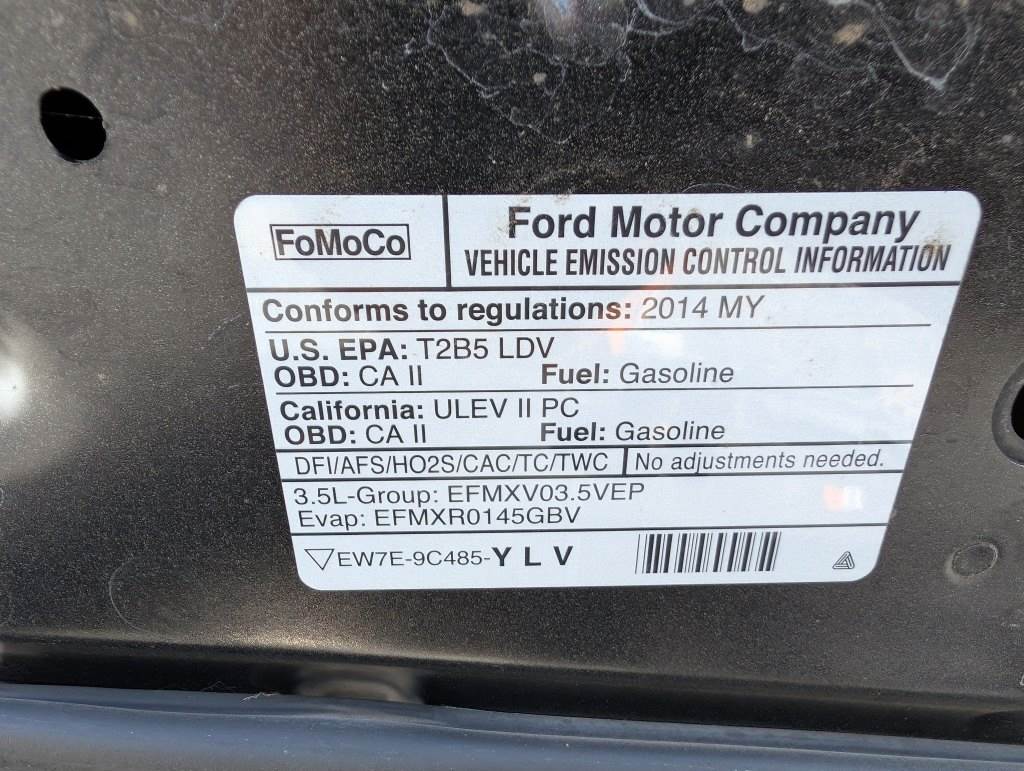 FoMoCo
Ford Motor Company
VEHICLE EMISSION CONTROL INFORMATION
Conforms to regulations: 2014 MY
U.S. EPA: T2B5 LDV
OBD: CA II Fuel: Gasoline
California: ULEV II PC
OBD: CA II Fuel: Gasoline
DFI/AFS/HO2S/CAC/TC/TWC No adjustments needed.
3.5L-Group: EFMXV03.5VEP
Evap: EFMXR0145GBV
EW7E-9C485-Y L V